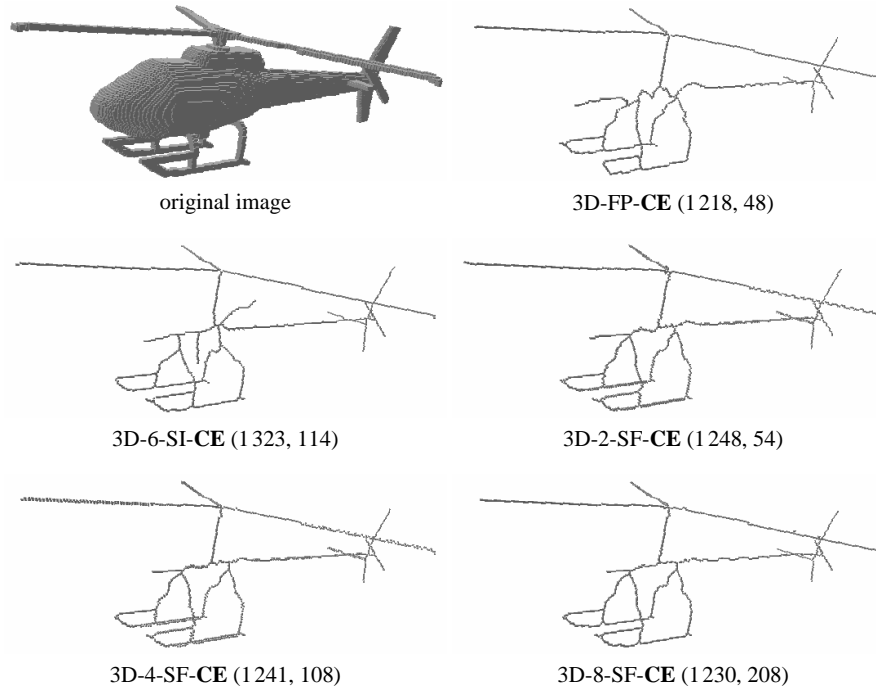 original image
3D-FP-CE (1 218, 48)
3D-6-SI-CE (1 323, 114)
3D-2-SF-CE (1 248, 54)
3D-4-SF-CE (1 241, 108)
3D-8-SF-CE (1 230, 208)